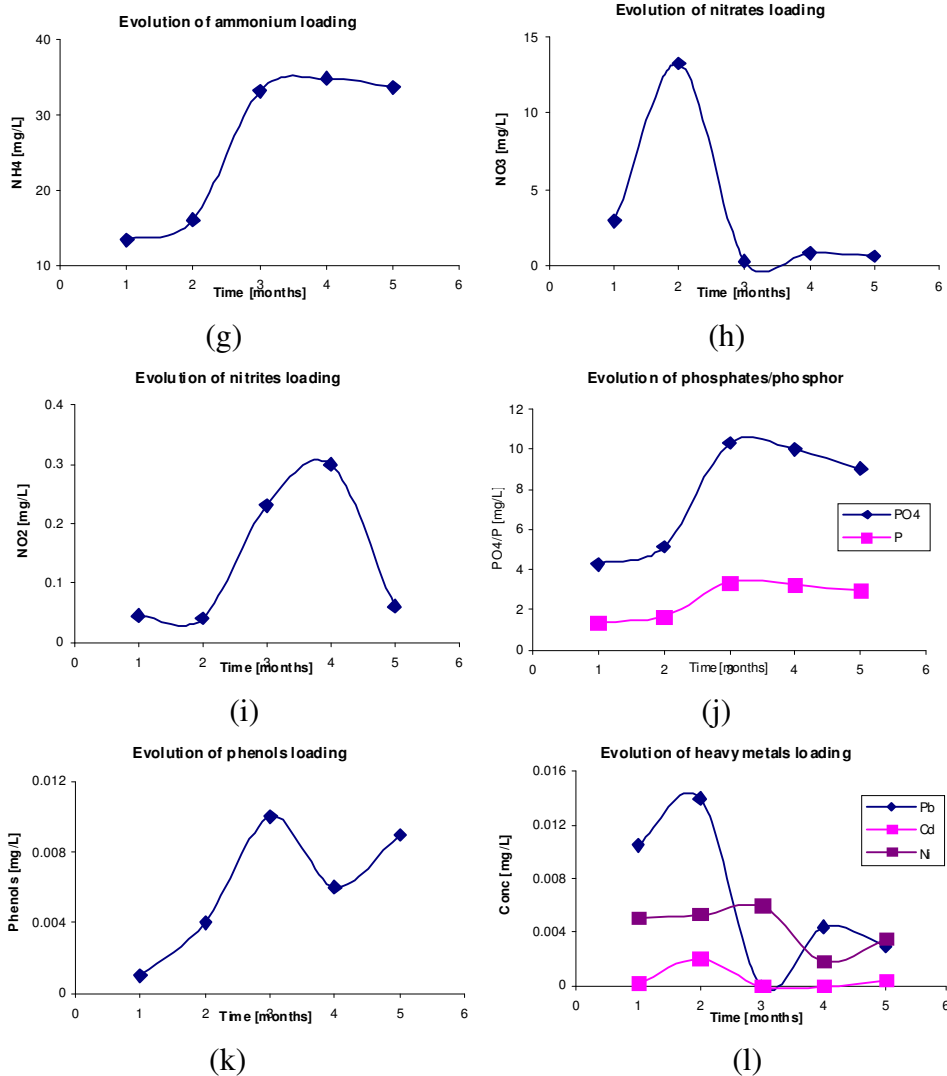 Evolution of ammonium loading
NH4 [mg/L]
40
30
20
10
0 1 2 3 4 5 6
Time [months]
(g)
Evolution of nitrates loading
NO3 [mg/L]
15
10
5
0
0 1 2 3 4 5 6
Time [months]
(h)
Evolution of nitrites loading
NO2 [mg/L]
0.4
0.3
0.2
0.1
0
0 1 2 3 4 5 6
Time [months]
(i)
Evolution of phosphates/phosphor
PO4/P [mg/L]
12
10
8
6
4
2
0
0 1 2 3 4 5 6
Time [months]
PO4
P
(j)
Evolution of phenols loading
Phenols [mg/L]
0.012
0.008
0.004
0
0 1 2 3 4 5 6
Time [months]
(k)
Evolution of heavy metals loading
Conc [mg/L]
0.016
0.012
0.008
0.004
0
0 1 2 3 4 5 6
Time [months]
Pb
Cd
Ni
(l)